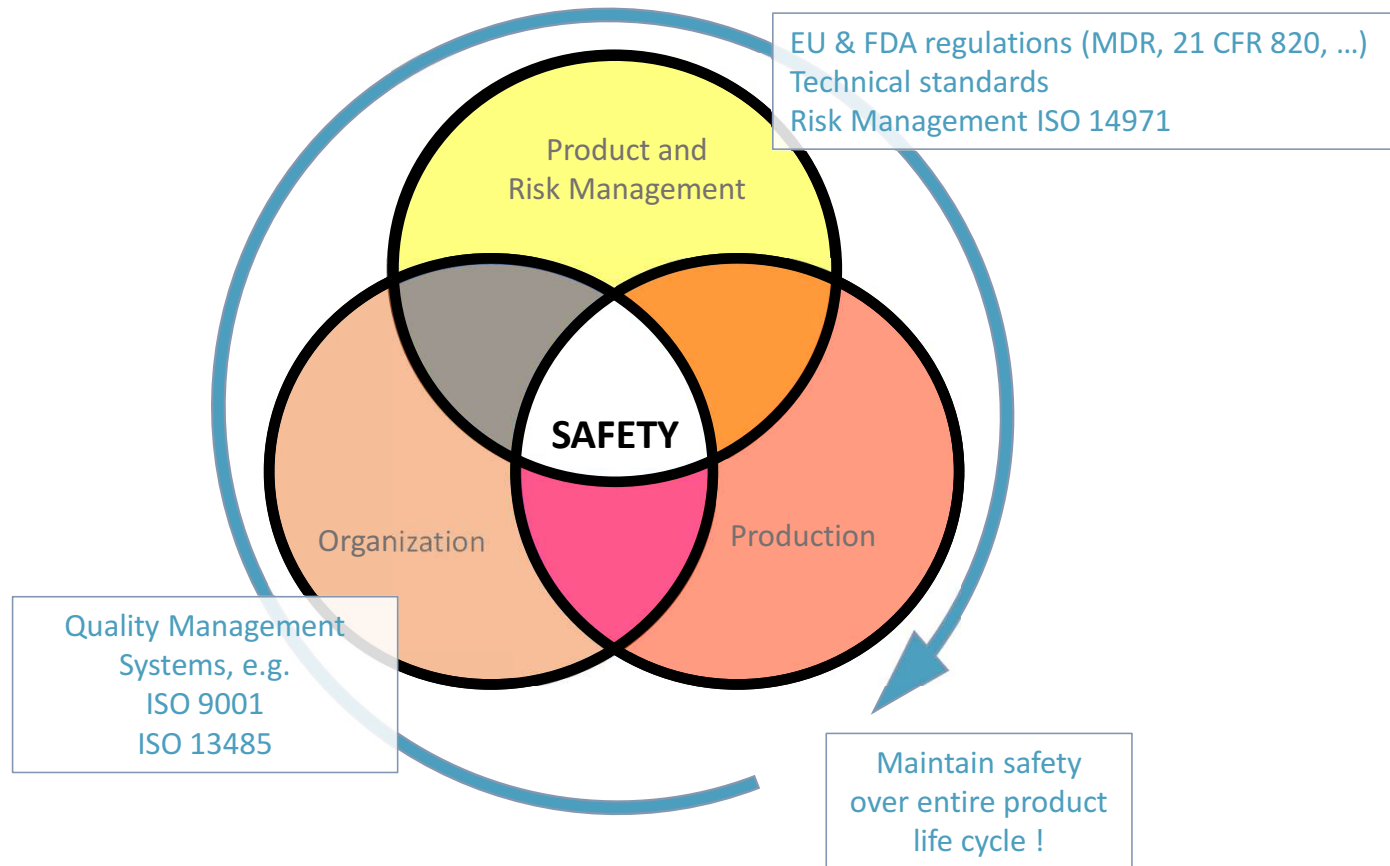 EU & FDA regulations (MDR, 21 CFR 820, ...)
Technical standards
Risk Management ISO 14971
Product and
Risk Management
SAFETY
Organization
Production
Quality Management
Systems, e.g.
ISO 9001
ISO 13485
Maintain safety
over entire product
life cycle !